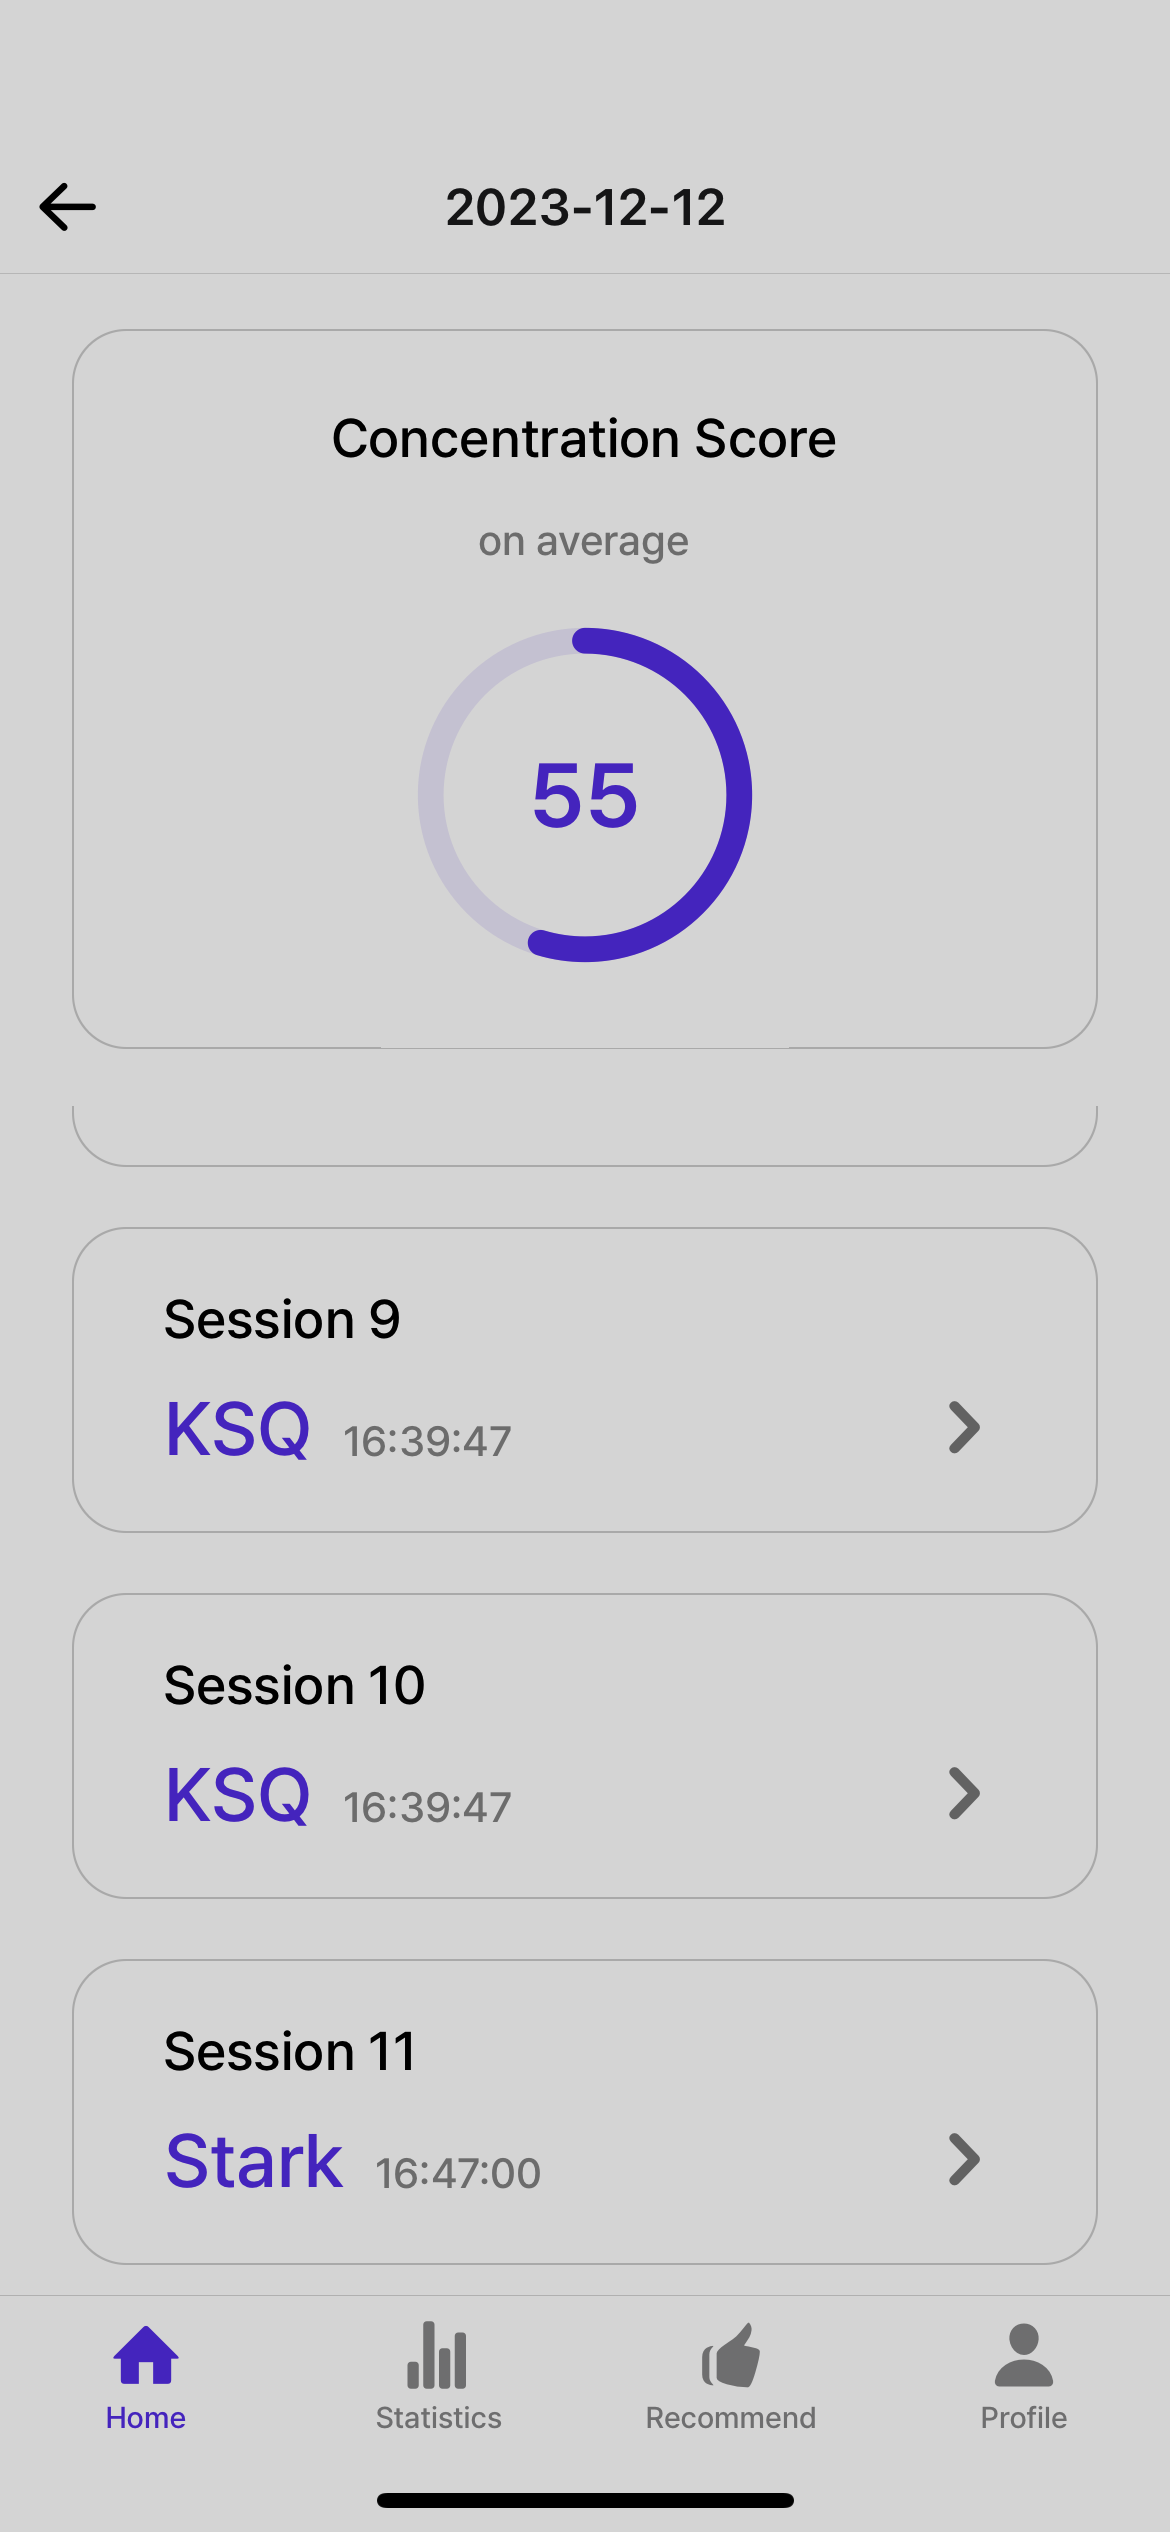 2023-12-12
Concentration Score
on average
55
Session 9
KSQ 16:39:47
Session 10
KSQ 16:39:47
Session 11
Stark 16:47:00
Home Statistics Recommend Profile